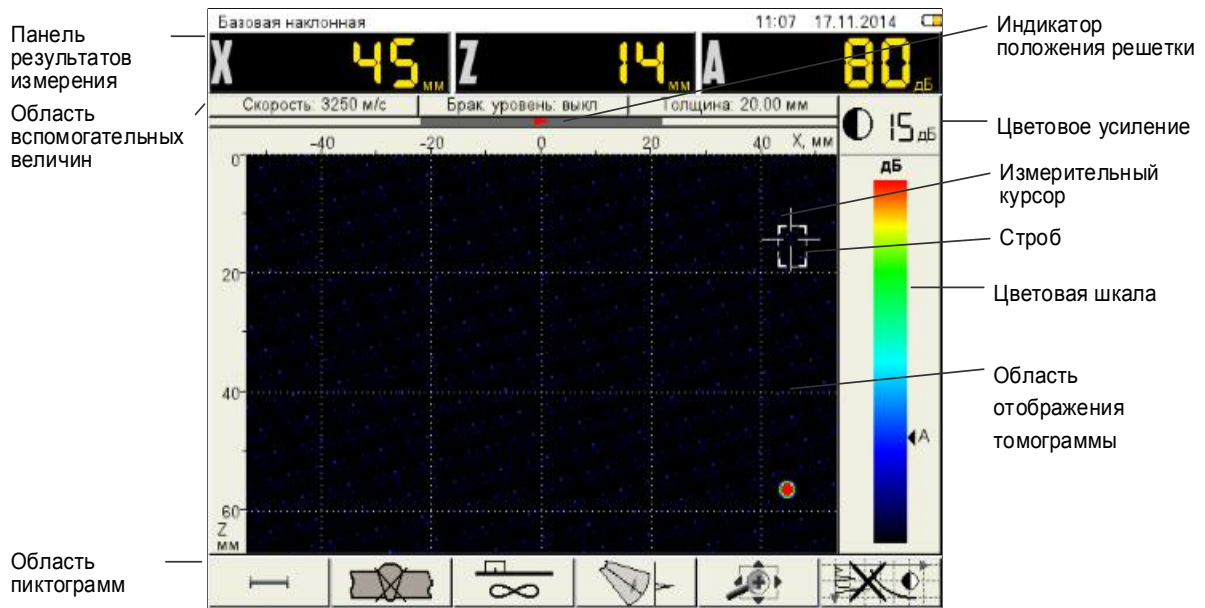 Базовая наклонная 11:07 17.11.2014
X 45 мм Z 14 мм A 80 дБ
Скорость: 3250 м/с Брак. уровень: выкл Толщина: 20.00 мм
15 дБ
-40 -20 0 20 40 X, мм
дБ
0
20
40
A
60
Z
мм
Панель
результатов
измерения
Область
вспомогательных
величин
Область
пиктограмм
Индикатор
положения решетки
Цветовое усиление
Измерительный
курсор
Строб
Цветовая шкала
Область
отображения
томограммы